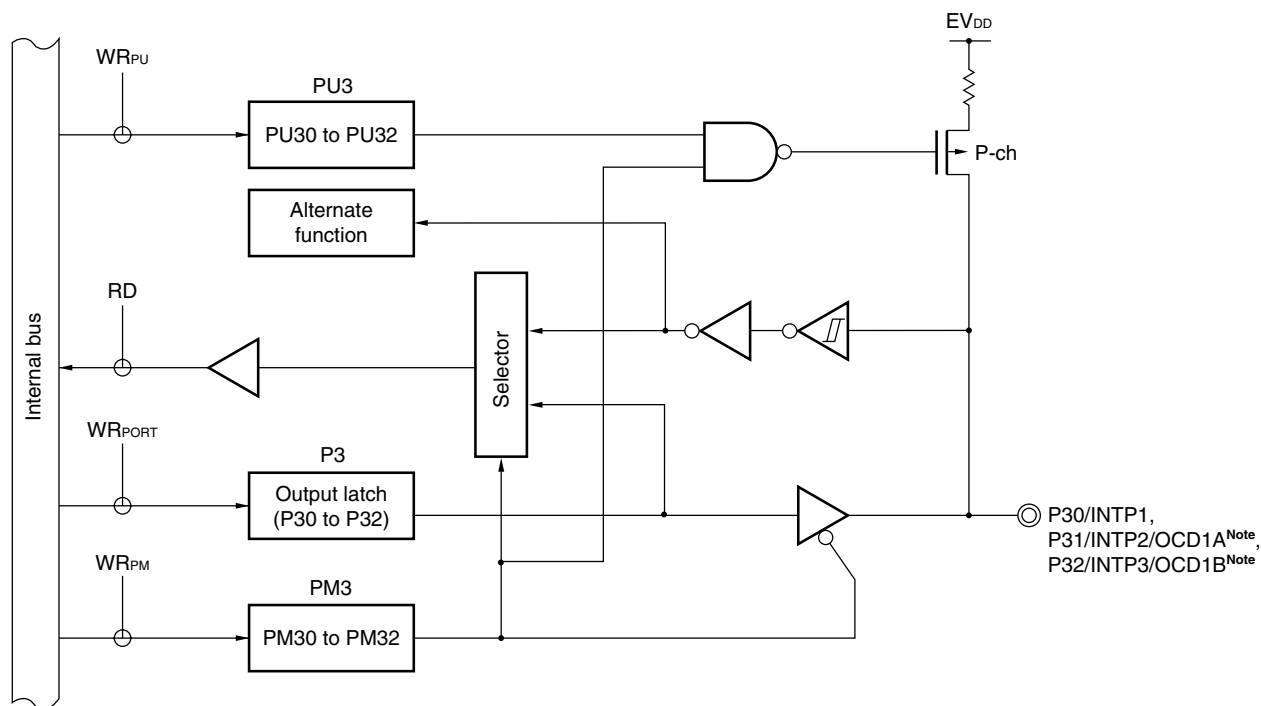 EVDD
WRPU
PU3
PU30 to PU32
P-ch
Alternate
function
RD
Selector
Internal bus
WRPORT
P3
Output latch
(P30 to P32)
P30/INTP1,
P31/INTP2/OCD1ANote,
P32/INTP3/OCD1BNote
WRPM
PM3
PM30 to PM32